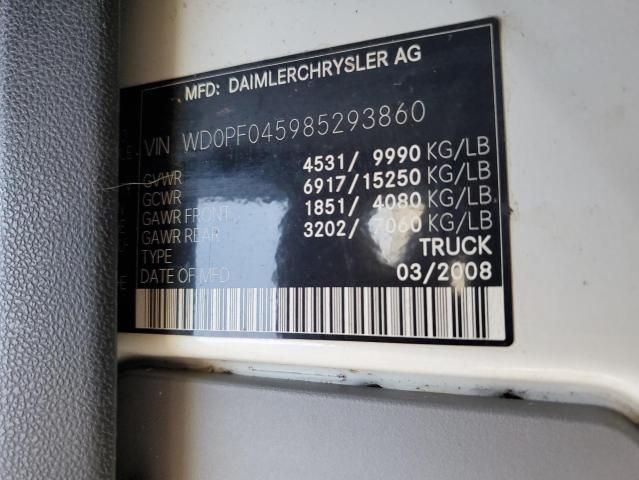 MFD: DAIMLERCHRYSLER AG
VIN WD0PF045985293860
GVWR 4531/ 9990 KG/LB
GCWR 6917/15250 KG/LB
GAWR FRONT 1851/ 4080 KG/LB
GAWR REAR 3202/ 7060 KG/LB
TYPE TRUCK
DATE OF MFD 03/2008